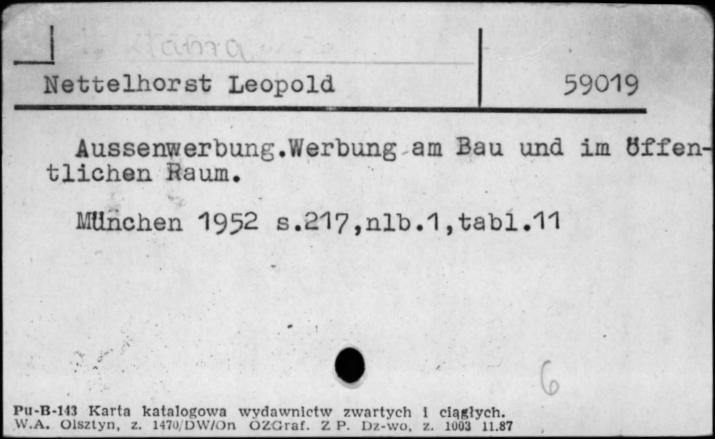 Nettelhorst Leopold 59019
Aussenwerbung.Werbung am Bau und im öffen-
tlichen Raum.
München 1952 s.217,nlb.1,tabl.11
6
Pu-B-143 Karta katalogowa wydawnictw zwartych i ciągłych.
W.A. Olsztyn, z. 1470/DW/On OZGraf. Z P. Dz-wo, z. 1003 11.87